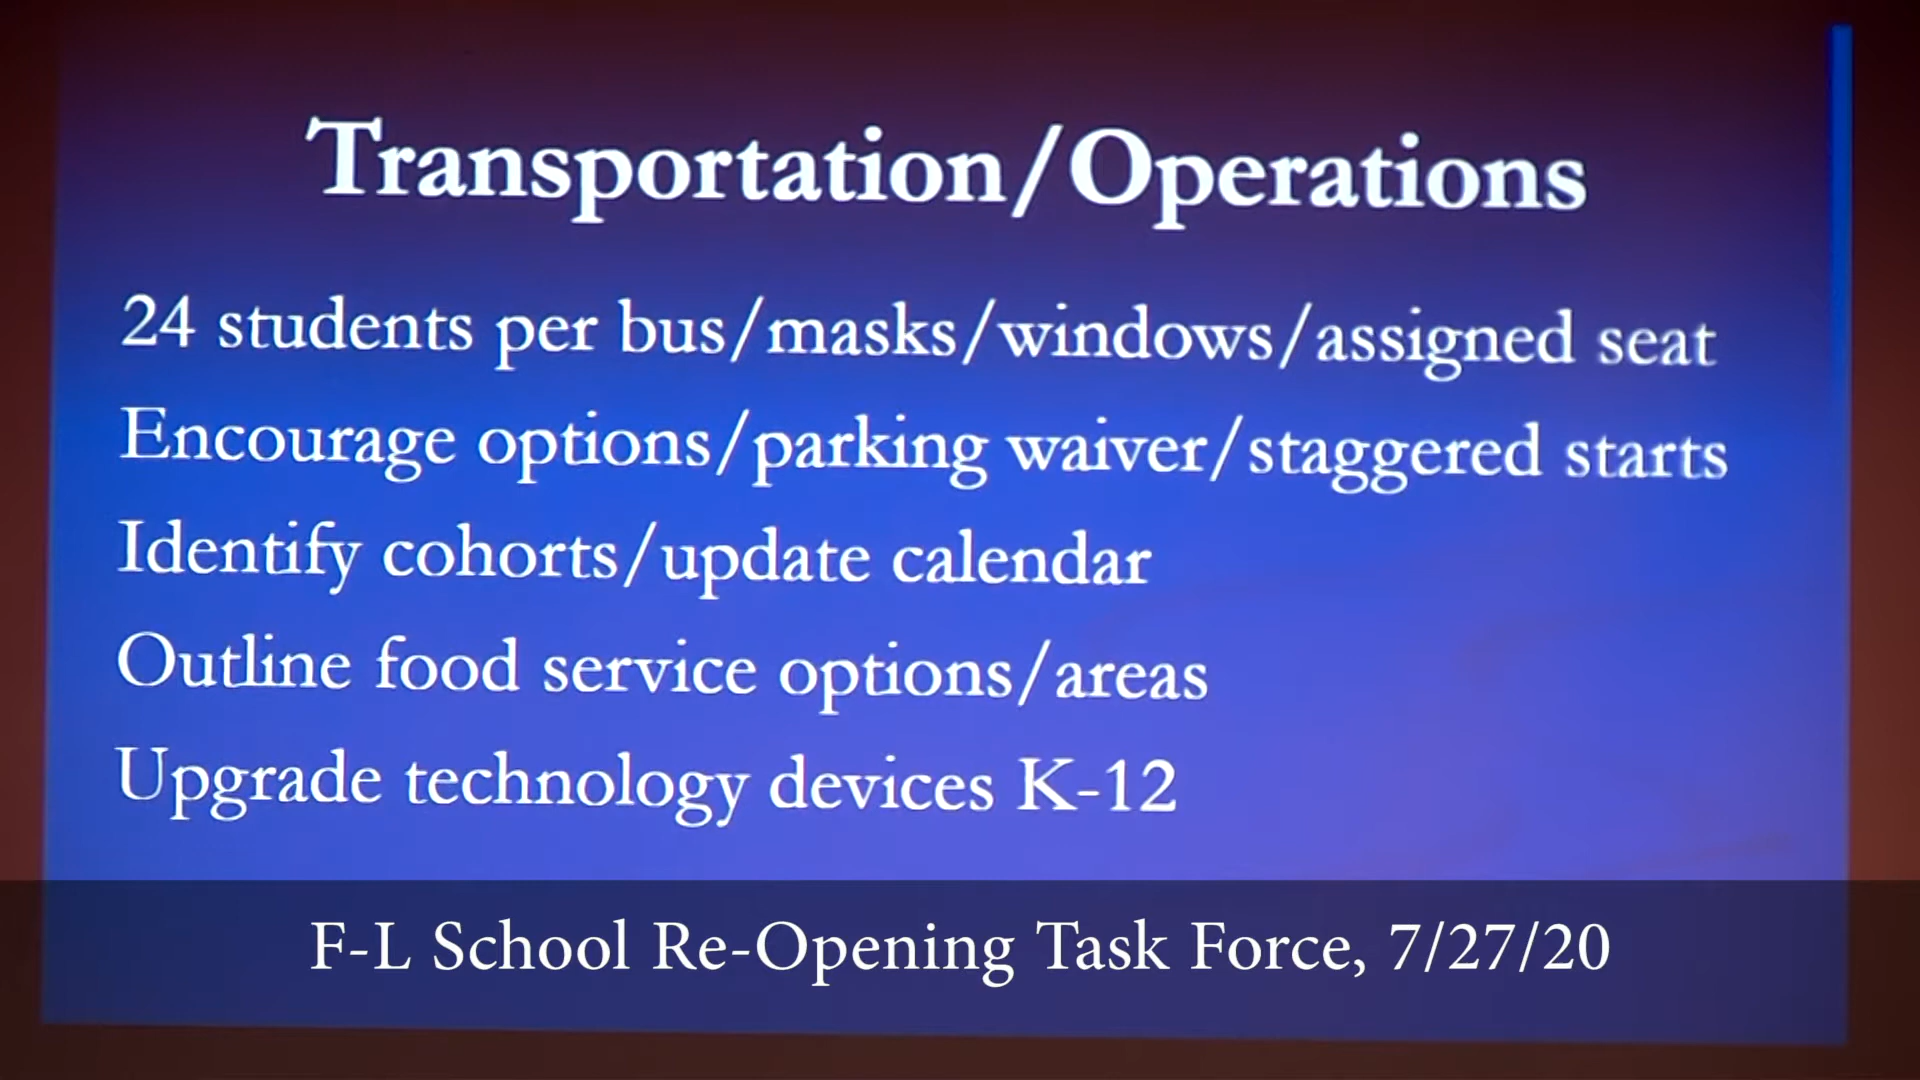 Transportation/Operations
24 students per bus/masks/windows/assigned seat
Encourage options/parking waiver/staggered starts
Identify cohorts/update calendar
Outline food service options/areas
Upgrade technology devices K-12
F-L School Re-Opening Task Force, 7/27/20